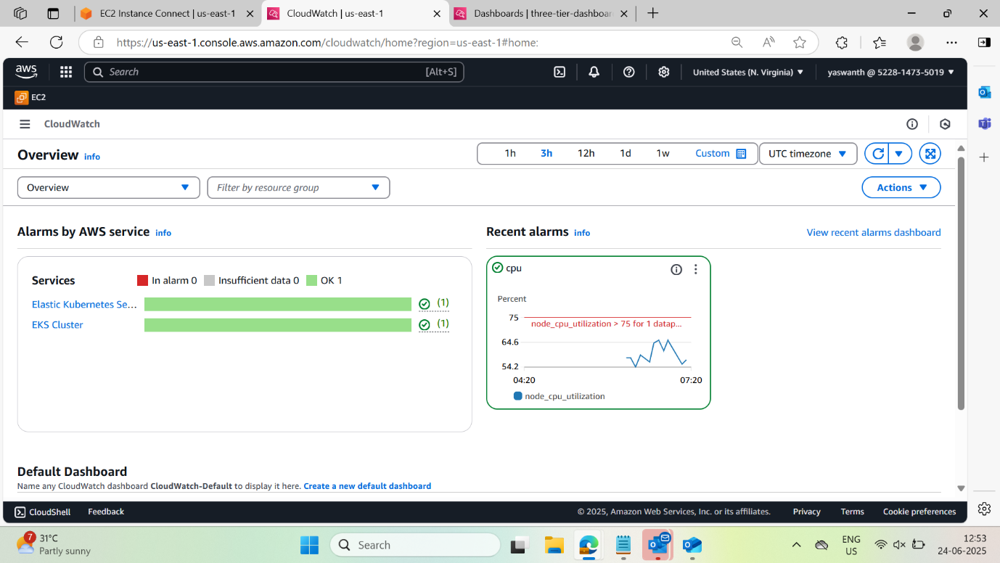 EC2 Instance Connect | us-east-1
CloudWatch | us-east-1
Dashboards | three-tier-dashboar
https://us-east-1.console.aws.amazon.com/cloudwatch/home?region=us-east-1#home:
aws
Search
[Alt+S]
United States (N. Virginia)
yaswanth @ 5228-1473-5019
EC2
CloudWatch
Overview info
1h 3h 12h 1d 1w Custom
UTC timezone
Overview
Filter by resource group
Actions
Alarms by AWS service info
Services
In alarm 0 Insufficient data 0 OK 1
Elastic Kubernetes Se... (1)
EKS Cluster (1)
Recent alarms info
View recent alarms dashboard
cpu
Percent
75
node_cpu_utilization > 75 for 1 datap...
64.6
54.2
04:20 07:20
node_cpu_utilization
Default Dashboard
Name any CloudWatch dashboard CloudWatch-Default to display it here. Create a new default dashboard
CloudShell Feedback
© 2025, Amazon Web Services, Inc. or its affiliates. Privacy Terms Cookie preferences
7
31°C
Partly sunny
Search
ENG
US
12:53
24-06-2025